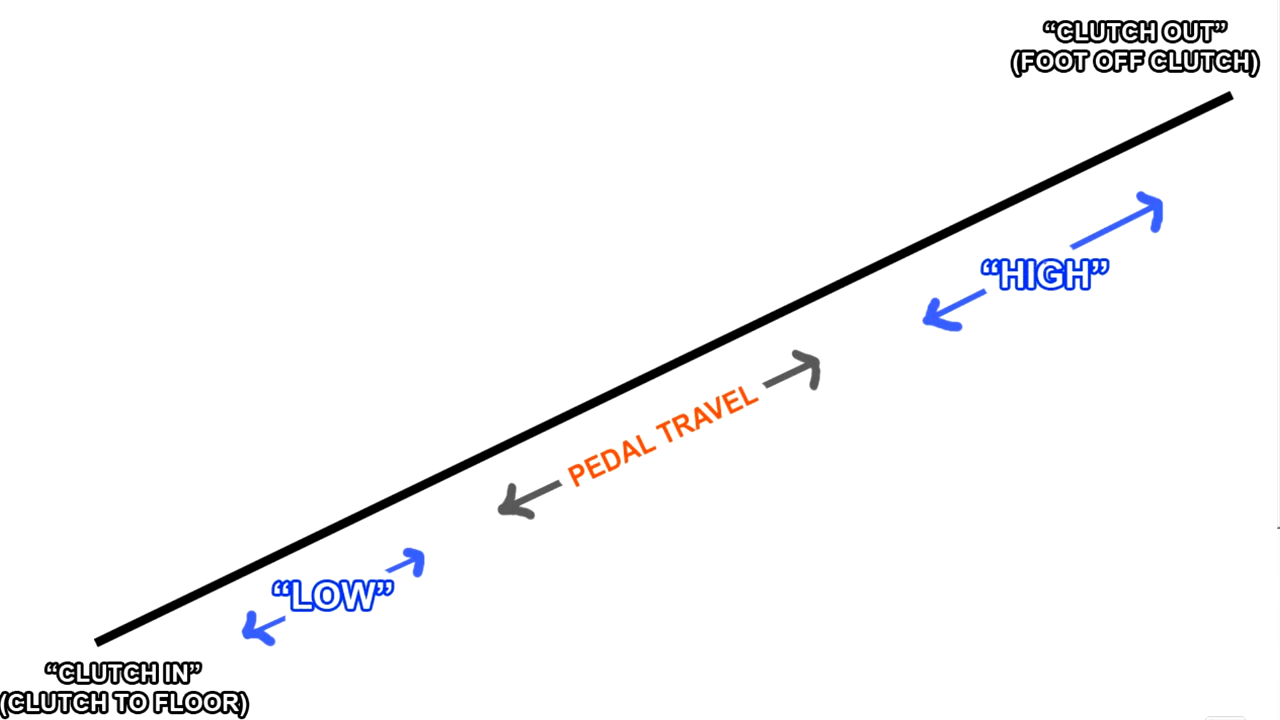 “CLUTCH OUT”
(FOOT OFF CLUTCH)
“HIGH”
PEDAL TRAVEL
“LOW”
“CLUTCH IN”
(CLUTCH TO FLOOR)